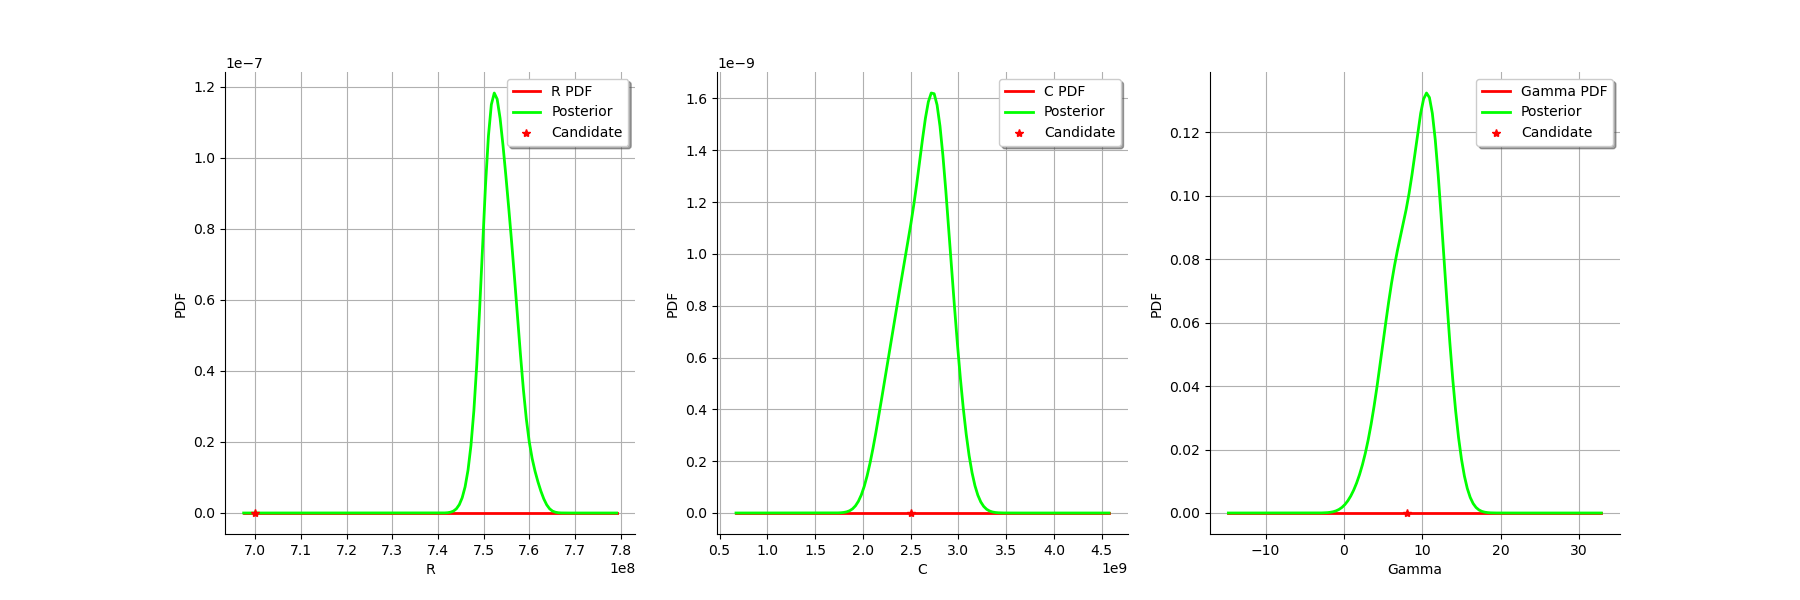 1e−7
1.2
1.0
0.8
0.6
0.4
0.2
0.0
PDF
R PDF
Posterior
Candidate
7.0 7.1 7.2 7.3 7.4 7.5 7.6 7.7 7.8
R
1e8
1e−9
1.6
1.4
1.2
1.0
0.8
0.6
0.4
0.2
0.0
PDF
C PDF
Posterior
Candidate
0.5 1.0 1.5 2.0 2.5 3.0 3.5 4.0 4.5
C
1e9
0.12
0.10
0.08
0.06
0.04
0.02
0.00
PDF
Gamma PDF
Posterior
Candidate
−10 0 10 20 30
Gamma